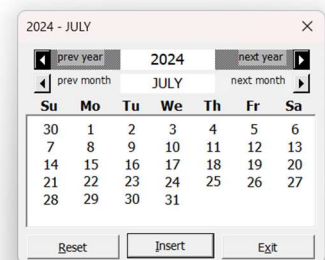 2024 - JULY
prev year 2024 next year
prev month JULY next month
Su Mo Tu We Th Fr Sa
30 1 2 3 4 5 6
7 8 9 10 11 12 13
14 15 16 17 18 19 20
21 22 23 24 25 26 27
28 29 30 31
Reset Insert Exit